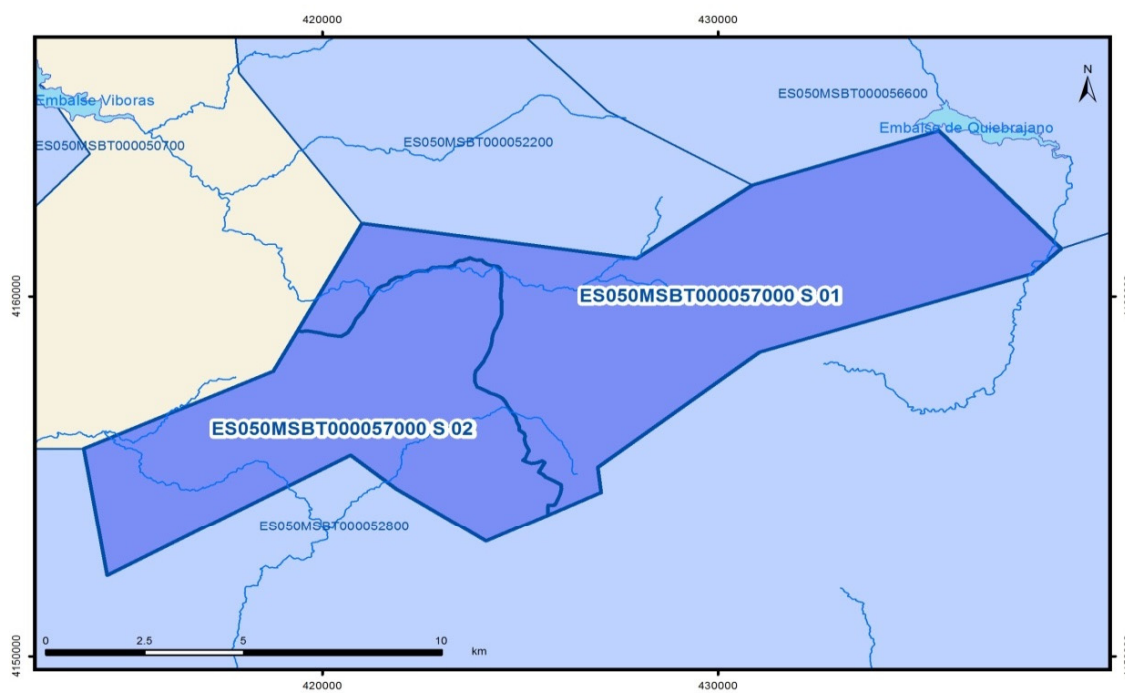 420000
430000
N
ES050MSBT000056600
Embalse Viboras
Embalse de Quiebrajano
ES050MSBT000050700
ES050MSBT000052200
4160000
ES050MSBT000057000 S 01
ES050MSBT000057000 S 02
ES050MSBT000052800
0
2.5
5
10
km
4150000
420000
430000